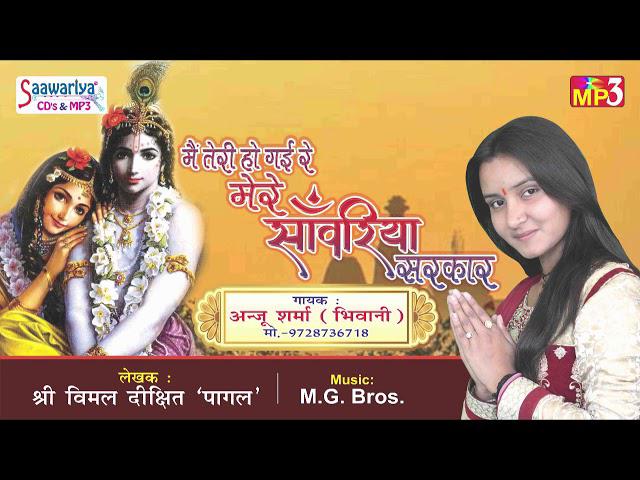 Saawariya
CD's & MP3
MP3
मैं तेरी हो गई रे
मेरे
साँवरिया
सरकार
गायक :
अन्जू शर्मा ( भिवानी )
मो.-9728736718
लेखक :
श्री विमल दीक्षित ‘पागल’
Music:
M.G. Bros.